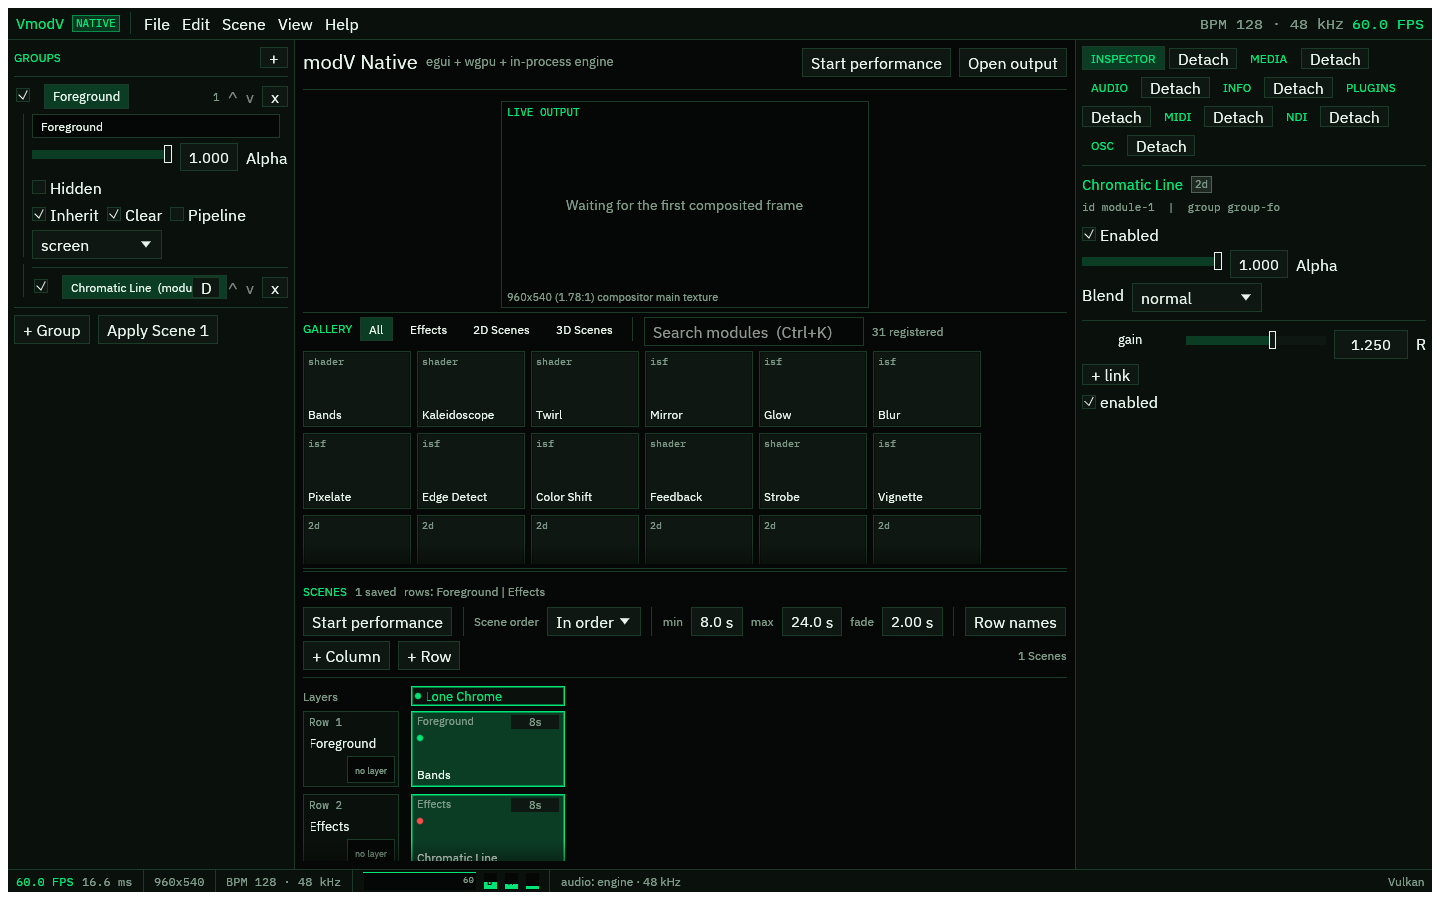 VmodV NATIVE File Edit Scene View Help BPM 128 · 48 kHz 60.0 FPS
GROUPS +
Foreground 1 ^ v x
Foreground
1.000 Alpha
Hidden
Inherit Clear Pipeline
screen
Chromatic Line (modu D ^ v x
+ Group Apply Scene 1
modV Native egui + wgpu + in-process engine Start performance Open output
LIVE OUTPUT
Waiting for the first composited frame
960x540 (1.78:1) compositor main texture
GALLERY All Effects 2D Scenes 3D Scenes Search modules (Ctrl+K) 31 registered
shader shader shader isf isf isf
Bands Kaleidoscope Twirl Mirror Glow Blur
isf isf isf shader shader isf
Pixelate Edge Detect Color Shift Feedback Strobe Vignette
2d 2d 2d 2d 2d 2d
SCENES 1 saved rows: Foreground | Effects
Start performance Scene order In order min 8.0 s max 24.0 s fade 2.00 s Row names
+ Column + Row 1 Scenes
Layers Lone Chrome
Row 1 Foreground 8s
Foreground
no layer Bands
Row 2 Effects 8s
Effects
no layer Chromatic Line
INSPECTOR Detach MEDIA Detach
AUDIO Detach INFO Detach PLUGINS
Detach MIDI Detach NDI Detach
OSC Detach
Chromatic Line 2d
id module-1 | group group-fo
Enabled
1.000 Alpha
Blend normal
gain 1.250 R
+ link
enabled
60.0 FPS 16.6 ms 960x540 BPM 128 · 48 kHz 60 audio: engine · 48 kHz Vulkan